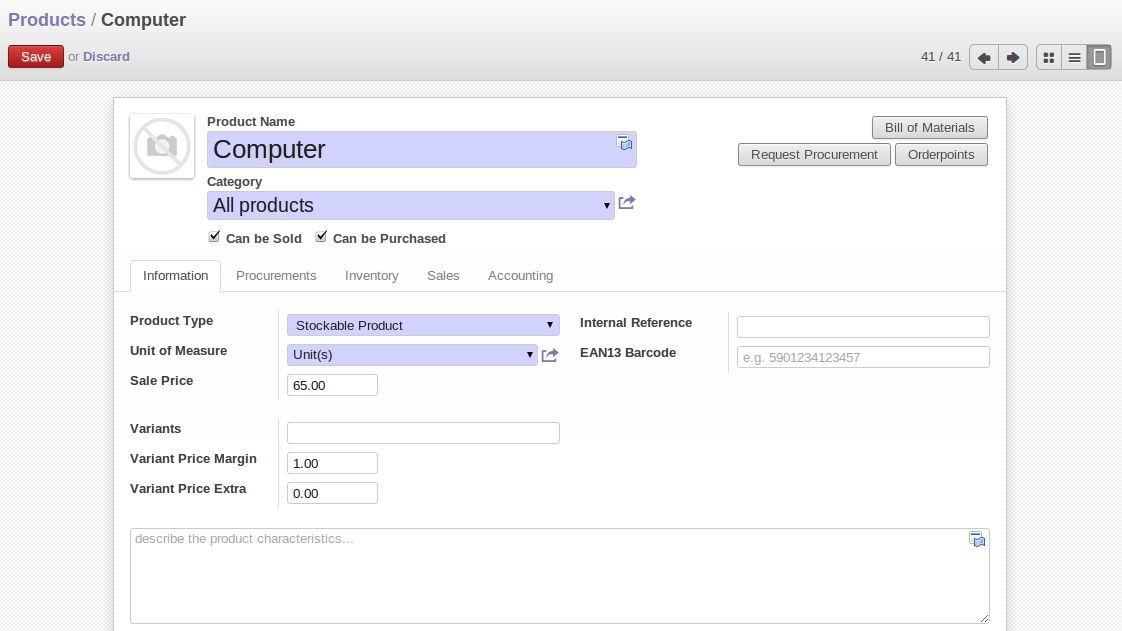 Products / Computer
Save or Discard
41 / 41
Product Name
Computer
Bill of Materials
Request Procurement Orderpoints
Category
All products
Can be Sold Can be Purchased
Information Procurements Inventory Sales Accounting
Product Type Stockable Product Internal Reference
Unit of Measure Unit(s) EAN13 Barcode e.g. 5901234123457
Sale Price 65.00
Variants
Variant Price Margin 1.00
Variant Price Extra 0.00
describe the product characteristics...